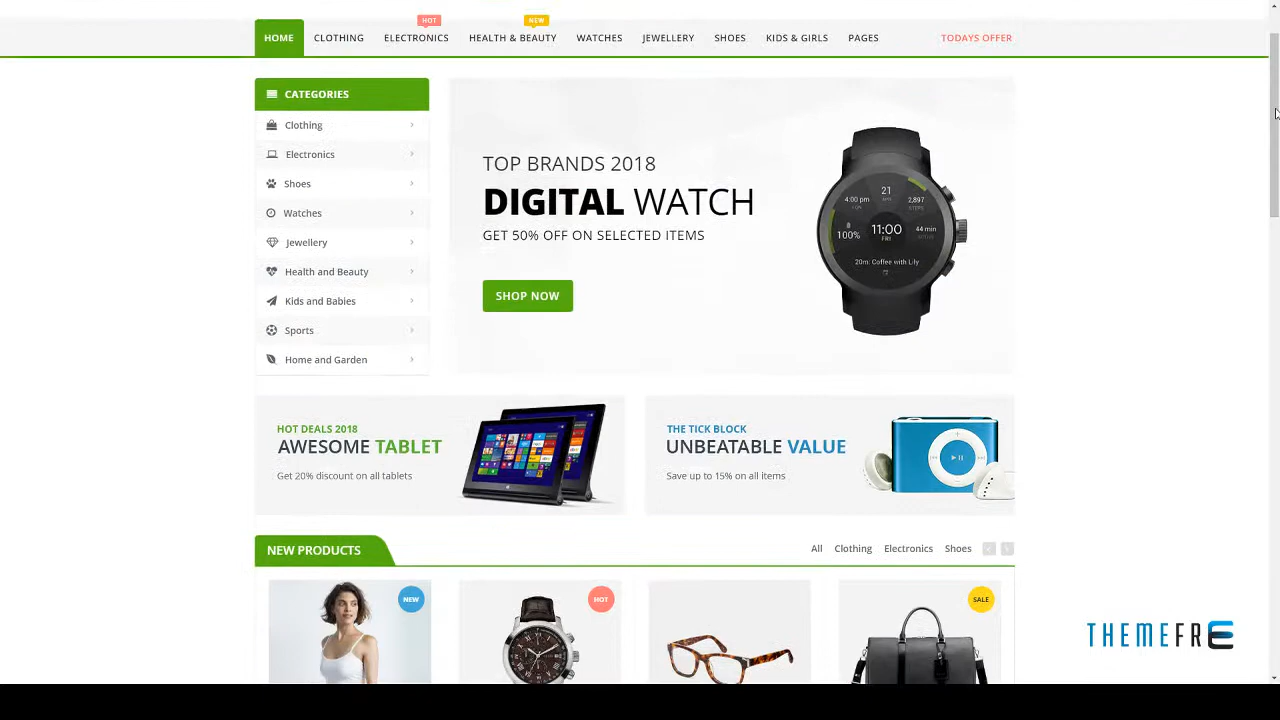 HOT
NEW
HOME
CLOTHING
ELECTRONICS
HEALTH & BEAUTY
WATCHES
JEWELLERY
SHOES
KIDS & GIRLS
PAGES
TODAYS OFFER
CATEGORIES
Clothing
Electronics
Shoes
Watches
Jewellery
Health and Beauty
Kids and Babies
Sports
Home and Garden
TOP BRANDS 2018
DIGITAL WATCH
GET 50% OFF ON SELECTED ITEMS
SHOP NOW
21
4:00 pm
2,897
STEPS
100%
11:00
FRI
44 min
20m: Coffee with Lily
HOT DEALS 2018
AWESOME TABLET
Get 20% discount on all tablets
THE TICK BLOCK
UNBEATABLE VALUE
Save up to 15% on all items
NEW PRODUCTS
All
Clothing
Electronics
Shoes
NEW
HOT
SALE
THEMEFRE